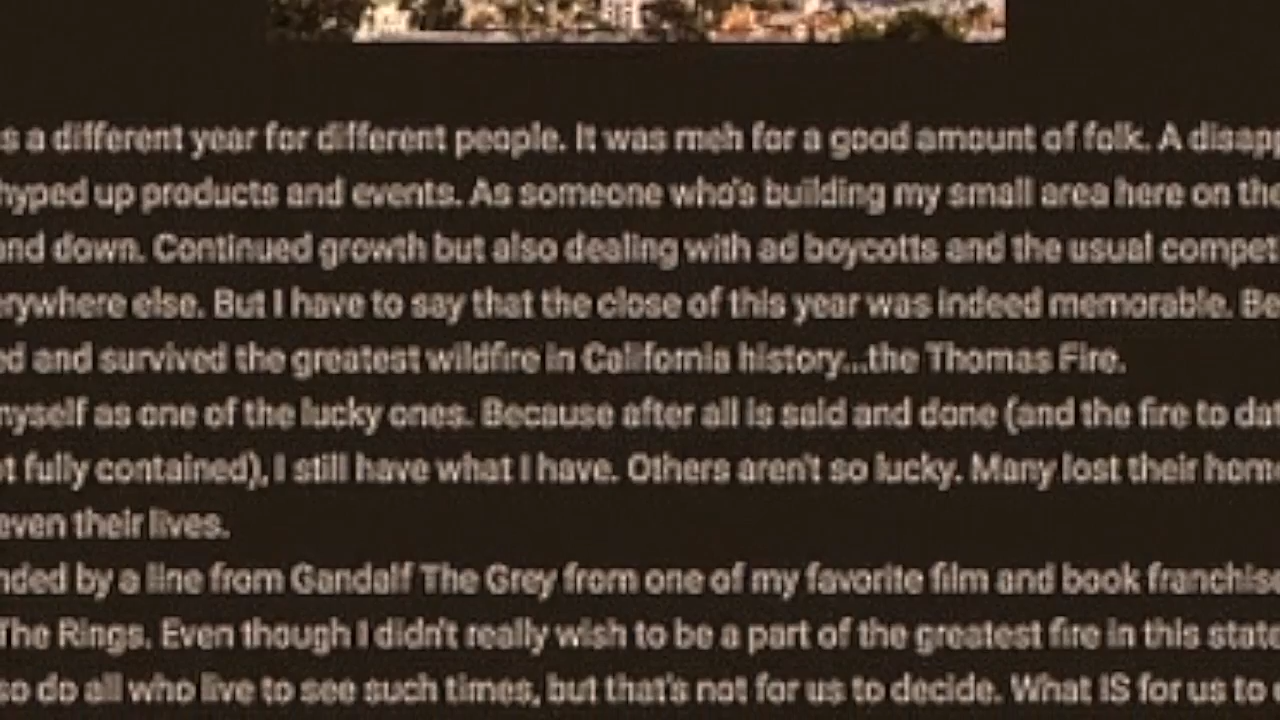 s a different year for different people. It was meh for a good amount of folk. A disapp
hyped up products and events. As someone who's building my small area here on the
and down. Continued growth but also dealing with ad boycotts and the usual compet
erywhere else. But I have to say that the close of this year was indeed memorable. Be
ed and survived the greatest wildfire in California history...the Thomas Fire.
myself as one of the lucky ones. Because after all is said and done (and the fire to dat
t fully contained), I still have what I have. Others aren't so lucky. Many lost their home
even their lives.
nded by a line from Gandalf The Grey from one of my favorite film and book franchise
The Rings. Even though I didn't really wish to be a part of the greatest fire in this state
so do all who live to see such times, but that's not for us to decide. What IS for us to